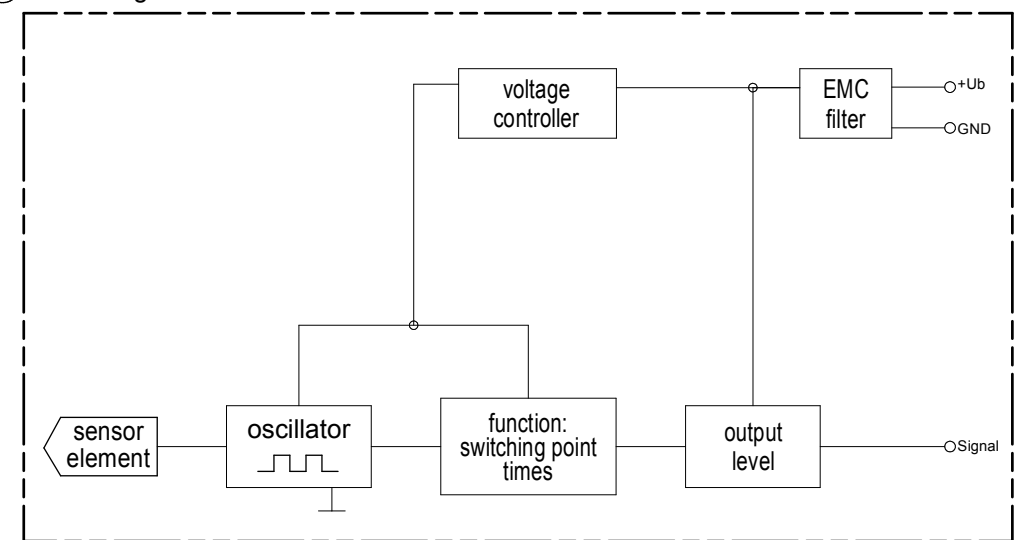 voltage
controller
EMC
filter
+Ub
GND
sensor
element
oscillator
function:
switching point
times
output
level
Signal